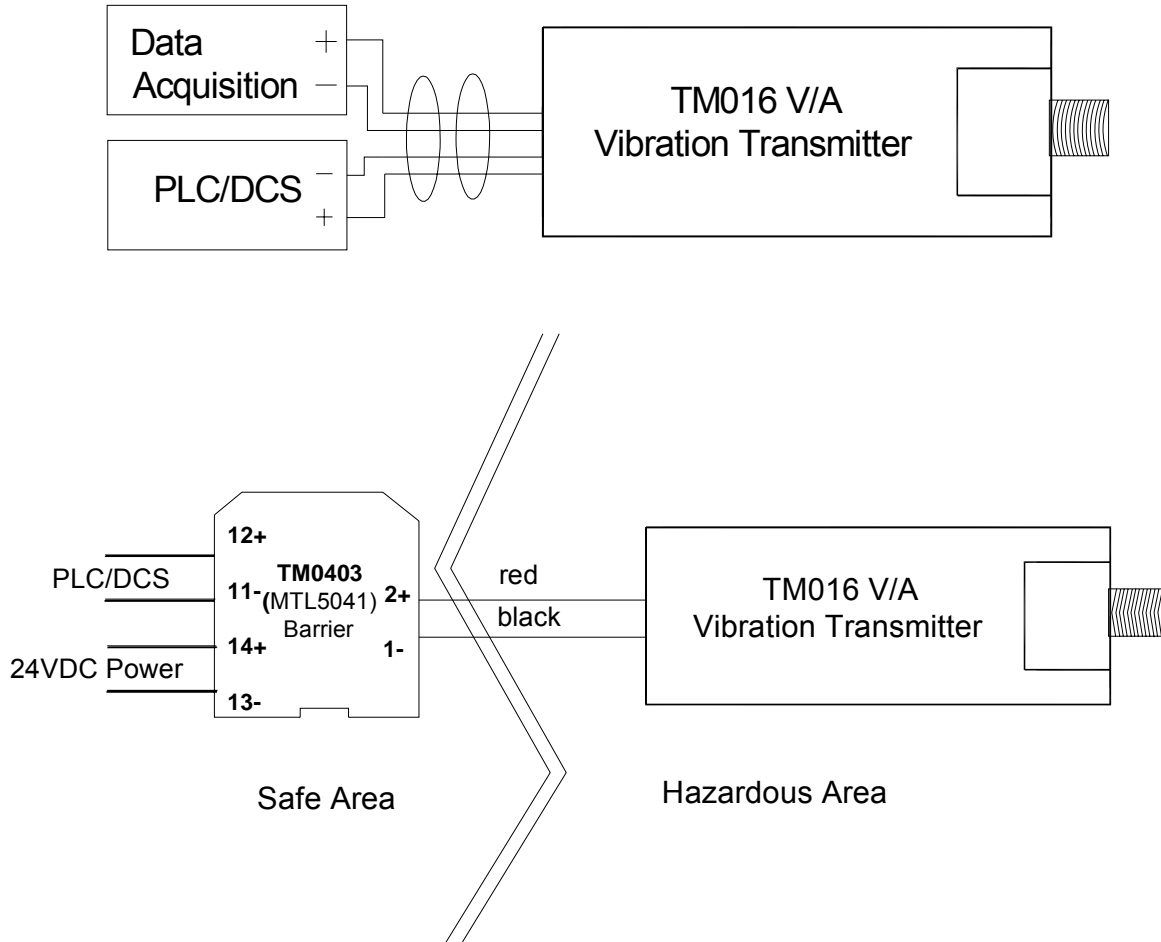 Data
Acquisition
+
−
PLC/DCS
−
+
TM016 V/A
Vibration Transmitter
12+
11-
14+
13-
TM0403
(MTL5041)
Barrier
2+
1-
PLC/DCS
24VDC Power
red
black
TM016 V/A
Vibration Transmitter
Safe Area
Hazardous Area